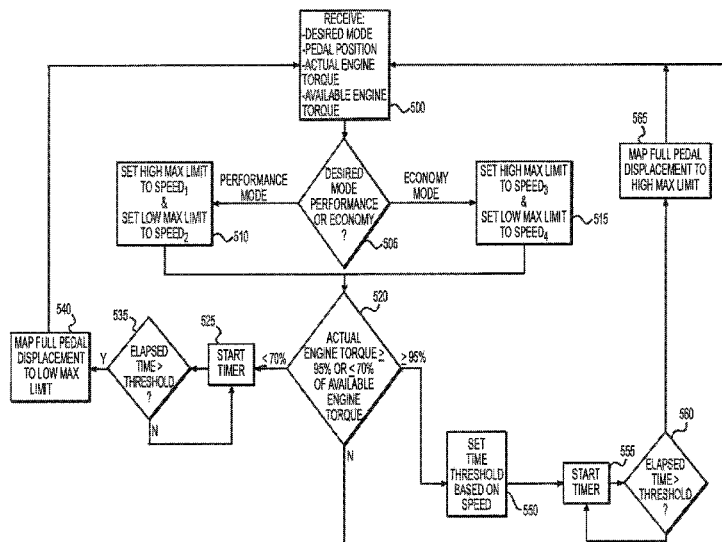 RECEIVE:
-DESIRED MODE
-PEDAL POSITION
-ACTUAL ENGINE
TORQUE
-AVAILABLE ENGINE
TORQUE
500
565
MAP FULL PEDAL
DISPLACEMENT TO
HIGH MAX LIMIT
SET HIGH MAX LIMIT
TO SPEED1
&
SET LOW MAX LIMIT
TO SPEED2
510
PERFORMANCE
MODE
DESIRED
MODE
PERFORMANCE
OR ECONOMY
?
505
ECONOMY
MODE
SET HIGH MAX LIMIT
TO SPEED3
&
SET LOW MAX LIMIT
TO SPEED4
515
540
MAP FULL PEDAL
DISPLACEMENT
TO LOW MAX
LIMIT
Y
535
ELAPSED
TIME >
THRESHOLD
?
N
525
START
TIMER
≤70%
520
ACTUAL
ENGINE TORQUE ≥
95% OR ≤ 70%
OF AVAILABLE
ENGINE
TORQUE
≥ 95%
N
SET
TIME
THRESHOLD
BASED ON
SPEED
550
555
START
TIMER
560
ELAPSED
TIME >
THRESHOLD
?